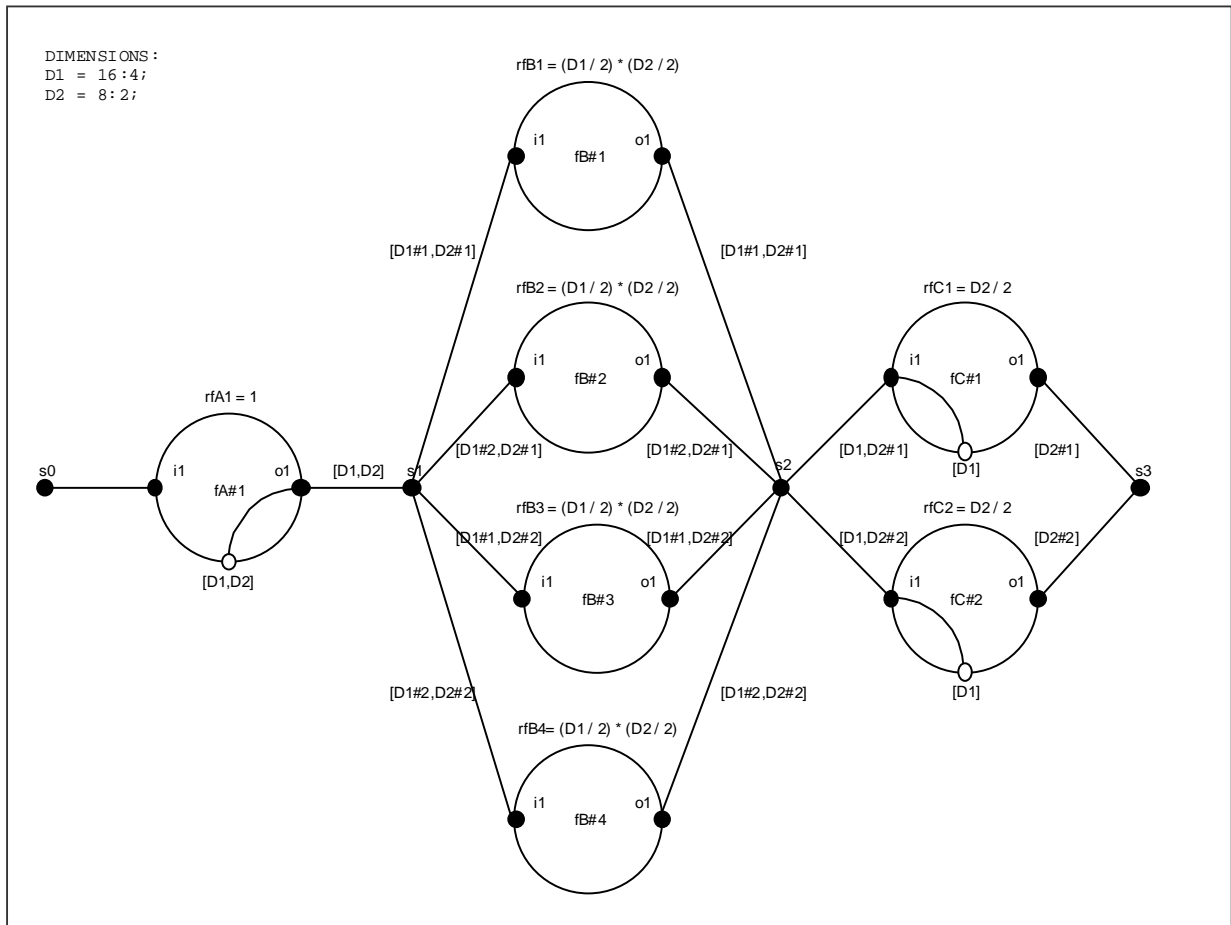 DIMENSIONS:
D1 = 16:4;
D2 = 8:2;
rfB1 = (D1 / 2) * (D2 / 2)
i1
o1
fB#1
[D1#1,D2#1]
[D1#1,D2#1]
rfB2 = (D1 / 2) * (D2 / 2)
rfC1 = D2 / 2
i1
o1
fB#2
i1
o1
fC#1
rfA1 = 1
[D1#2,D2#1]
[D1#2,D2#1]
[D1,D2#1]
[D2#1]
s0
i1
o1
[D1,D2]
s1
s2
[D1]
s3
fA#1
rfB3 = (D1 / 2) * (D2 / 2)
rfC2 = D2 / 2
[D1#1,D2#2]
[D1#1,D2#2]
[D1,D2#2]
[D2#2]
[D1,D2]
i1
o1
fB#3
i1
o1
fC#2
[D1#2,D2#2]
[D1#2,D2#2]
[D1]
rfB4= (D1 / 2) * (D2 / 2)
i1
o1
fB#4